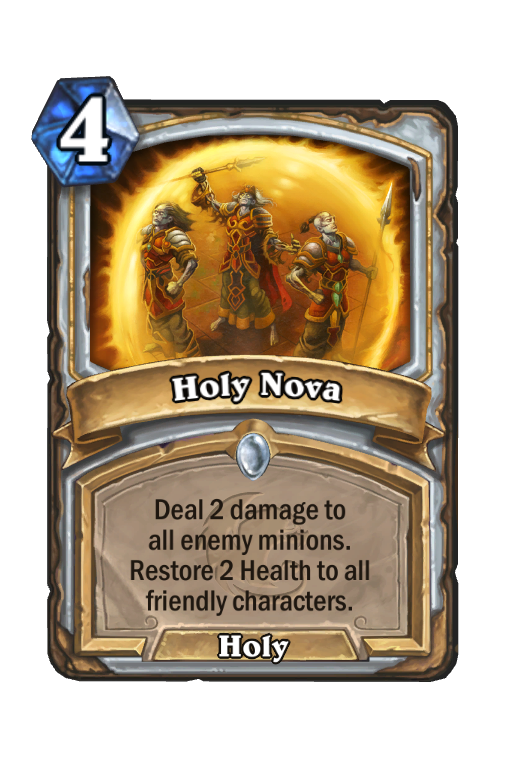 4
Holy Nova
Deal 2 damage to
all enemy minions.
Restore 2 Health to all
friendly characters.
Holy